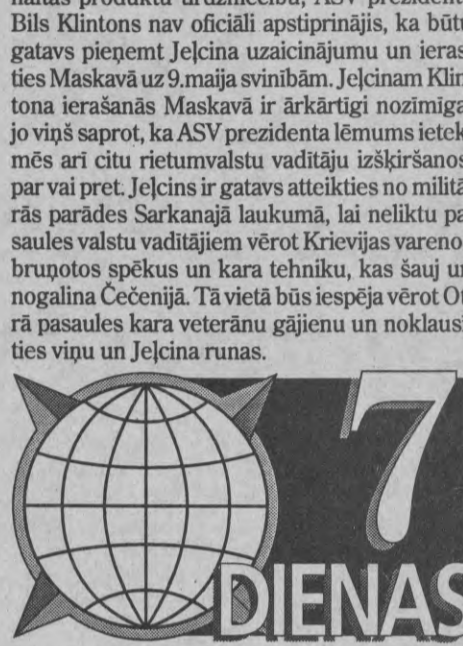 produktu ārdzniecību, ASV prezident
Bils Klintons nav oficiāli apstiprinājis, ka būtu
gatavs pieņemt Jeļcina uzaicinājumu un ieras
ties Maskavā uz 9.maija svinībām. Jeļcinam Klin
tona ierašanās Maskavā ir ārkārtīgi nozīmīga
jo viņš saprot, ka ASV prezidenta lēmums ietek
mēs arī citu rietumvalstu vadītāju izšķiršanos
par vai pret. Jeļcins ir gatavs atteikties no militā
rās parādes Sarkanajā laukumā, lai neliktu pa
saules valstu vadītājiem vērot Krievijas vareno
bruņotos spēkus un kara tehniku, kas šauj un
nogalina Čečenijā. Tā vietā būs iespēja vērot Ot
rā pasaules kara veterānu gājienu un noklausī
ties viņu un Jeļcina runas.
7
DIENAS